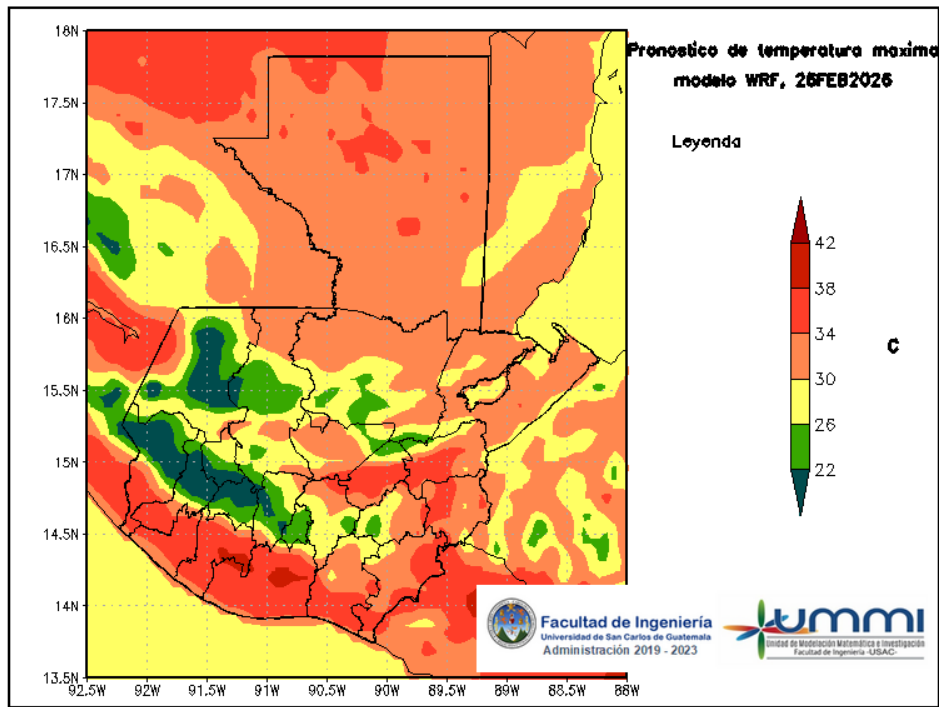 Pronostico de temperatura maxima
modelo WRF, 26FEB2026
Leyenda
42
38
34
30
26
22
C
18N
17.5N
17N
16.5N
16N
15.5N
15N
14.5N
14N
13.5N
92.5W
92W
91.5W
91W
90.5W
90W
89.5W
89W
88.5W
88W
Facultad de Ingeniería
Universidad de San Carlos de Guatemala
Administración 2019 - 2023
ummi
Unidad de Modelación Matemática e Investigación
Facultad de Ingeniería -USAC-